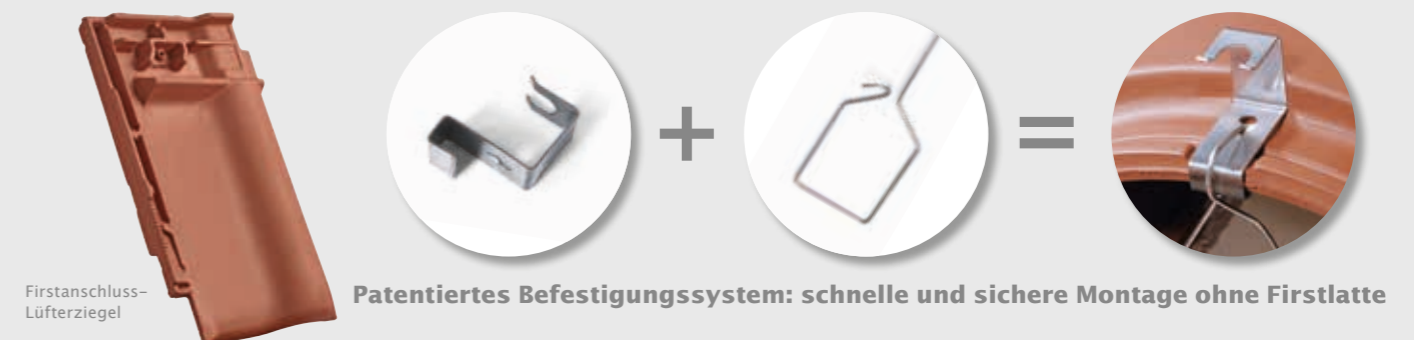 Firstanschluss-
Lüfterziegel
Patentiertes Befestigungssystem: schnelle und sichere Montage ohne Firstlatte